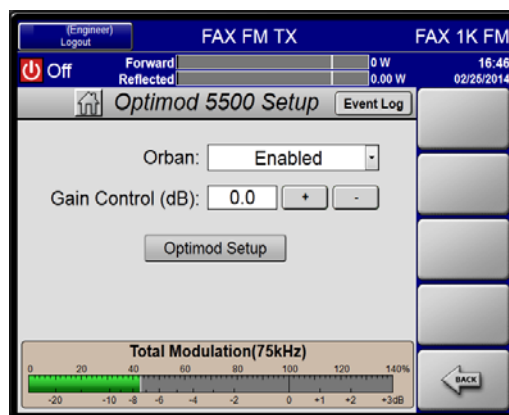 (Engineer)
Logout
FAX FM TX
FAX 1K FM
Off
Forward
0 W
Reflected
0.00 W
16:46
02/25/2014
Optimod 5500 Setup
Event Log
Orban: Enabled
Gain Control (dB): 0.0 + -
Optimod Setup
Total Modulation(75kHz)
0 20 40 60 80 100 120 140%
-20 -10 -8 -6 -4 -2 0 +1 +2 +3dB
BACK